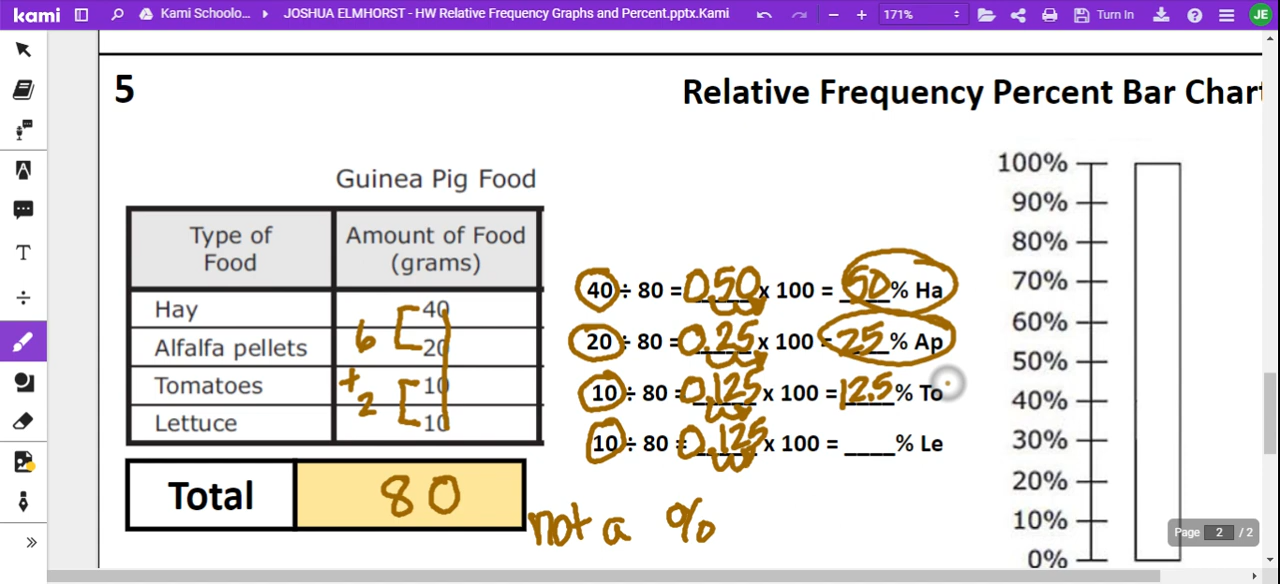 kami Kami Schoolo... JOSHUA ELMHORST - HW Relative Frequency Graphs and Percent.pptx.Kami 171% Turn In JE
5
Relative Frequency Percent Bar Chart
Guinea Pig Food
Type of Food
Amount of Food (grams)
Hay 40
Alfalfa pellets 20
Tomatoes 10
Lettuce 10
6
+ 2
Total 80
not a %
40 ÷ 80 = 0.50 x 100 = 50% Ha
20 ÷ 80 = 0.25 x 100 = 25% Ap
10 ÷ 80 = 0.125 x 100 = 12.5% To
10 ÷ 80 = 0.125 x 100 = ____% Le
100%
90%
80%
70%
60%
50%
40%
30%
20%
10%
0%
Page 2 / 2